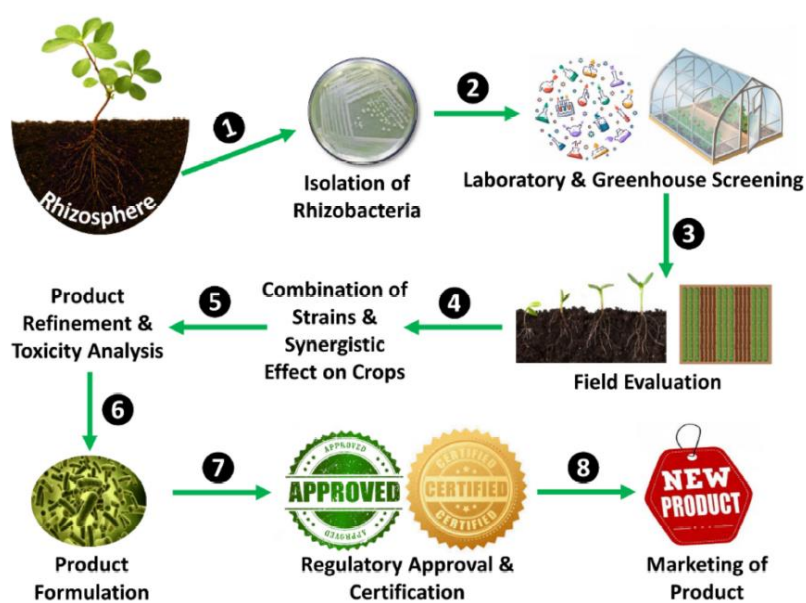 Rhizosphere
1
Isolation of
Rhizobacteria
2
Laboratory & Greenhouse Screening
3
Field Evaluation
4
Combination of
Strains &
Synergistic
Effect on Crops
5
Product
Refinement &
Toxicity Analysis
6
Product
Formulation
7
APPROVED
APPROVED
APPROVED
CERTIFIED
CERTIFIED
CERTIFIED
Regulatory Approval &
Certification
8
NEW
PRODUCT
Marketing of
Product